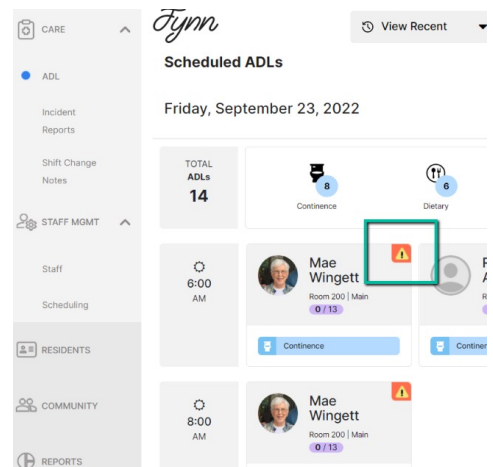 CARE
ADL
Incident
Reports
Shift Change
Notes
STAFF MGMT
Staff
Scheduling
RESIDENTS
COMMUNITY
REPORTS
Fynn
View Recent
Scheduled ADLs
Friday, September 23, 2022
TOTAL
ADLs
14
8
Continence
6
Dietary
6:00
AM
Mae
Wingett
Room 200 | Main
0 / 13
Continence
8:00
AM
Mae
Wingett
Room 200 | Main
0 / 13